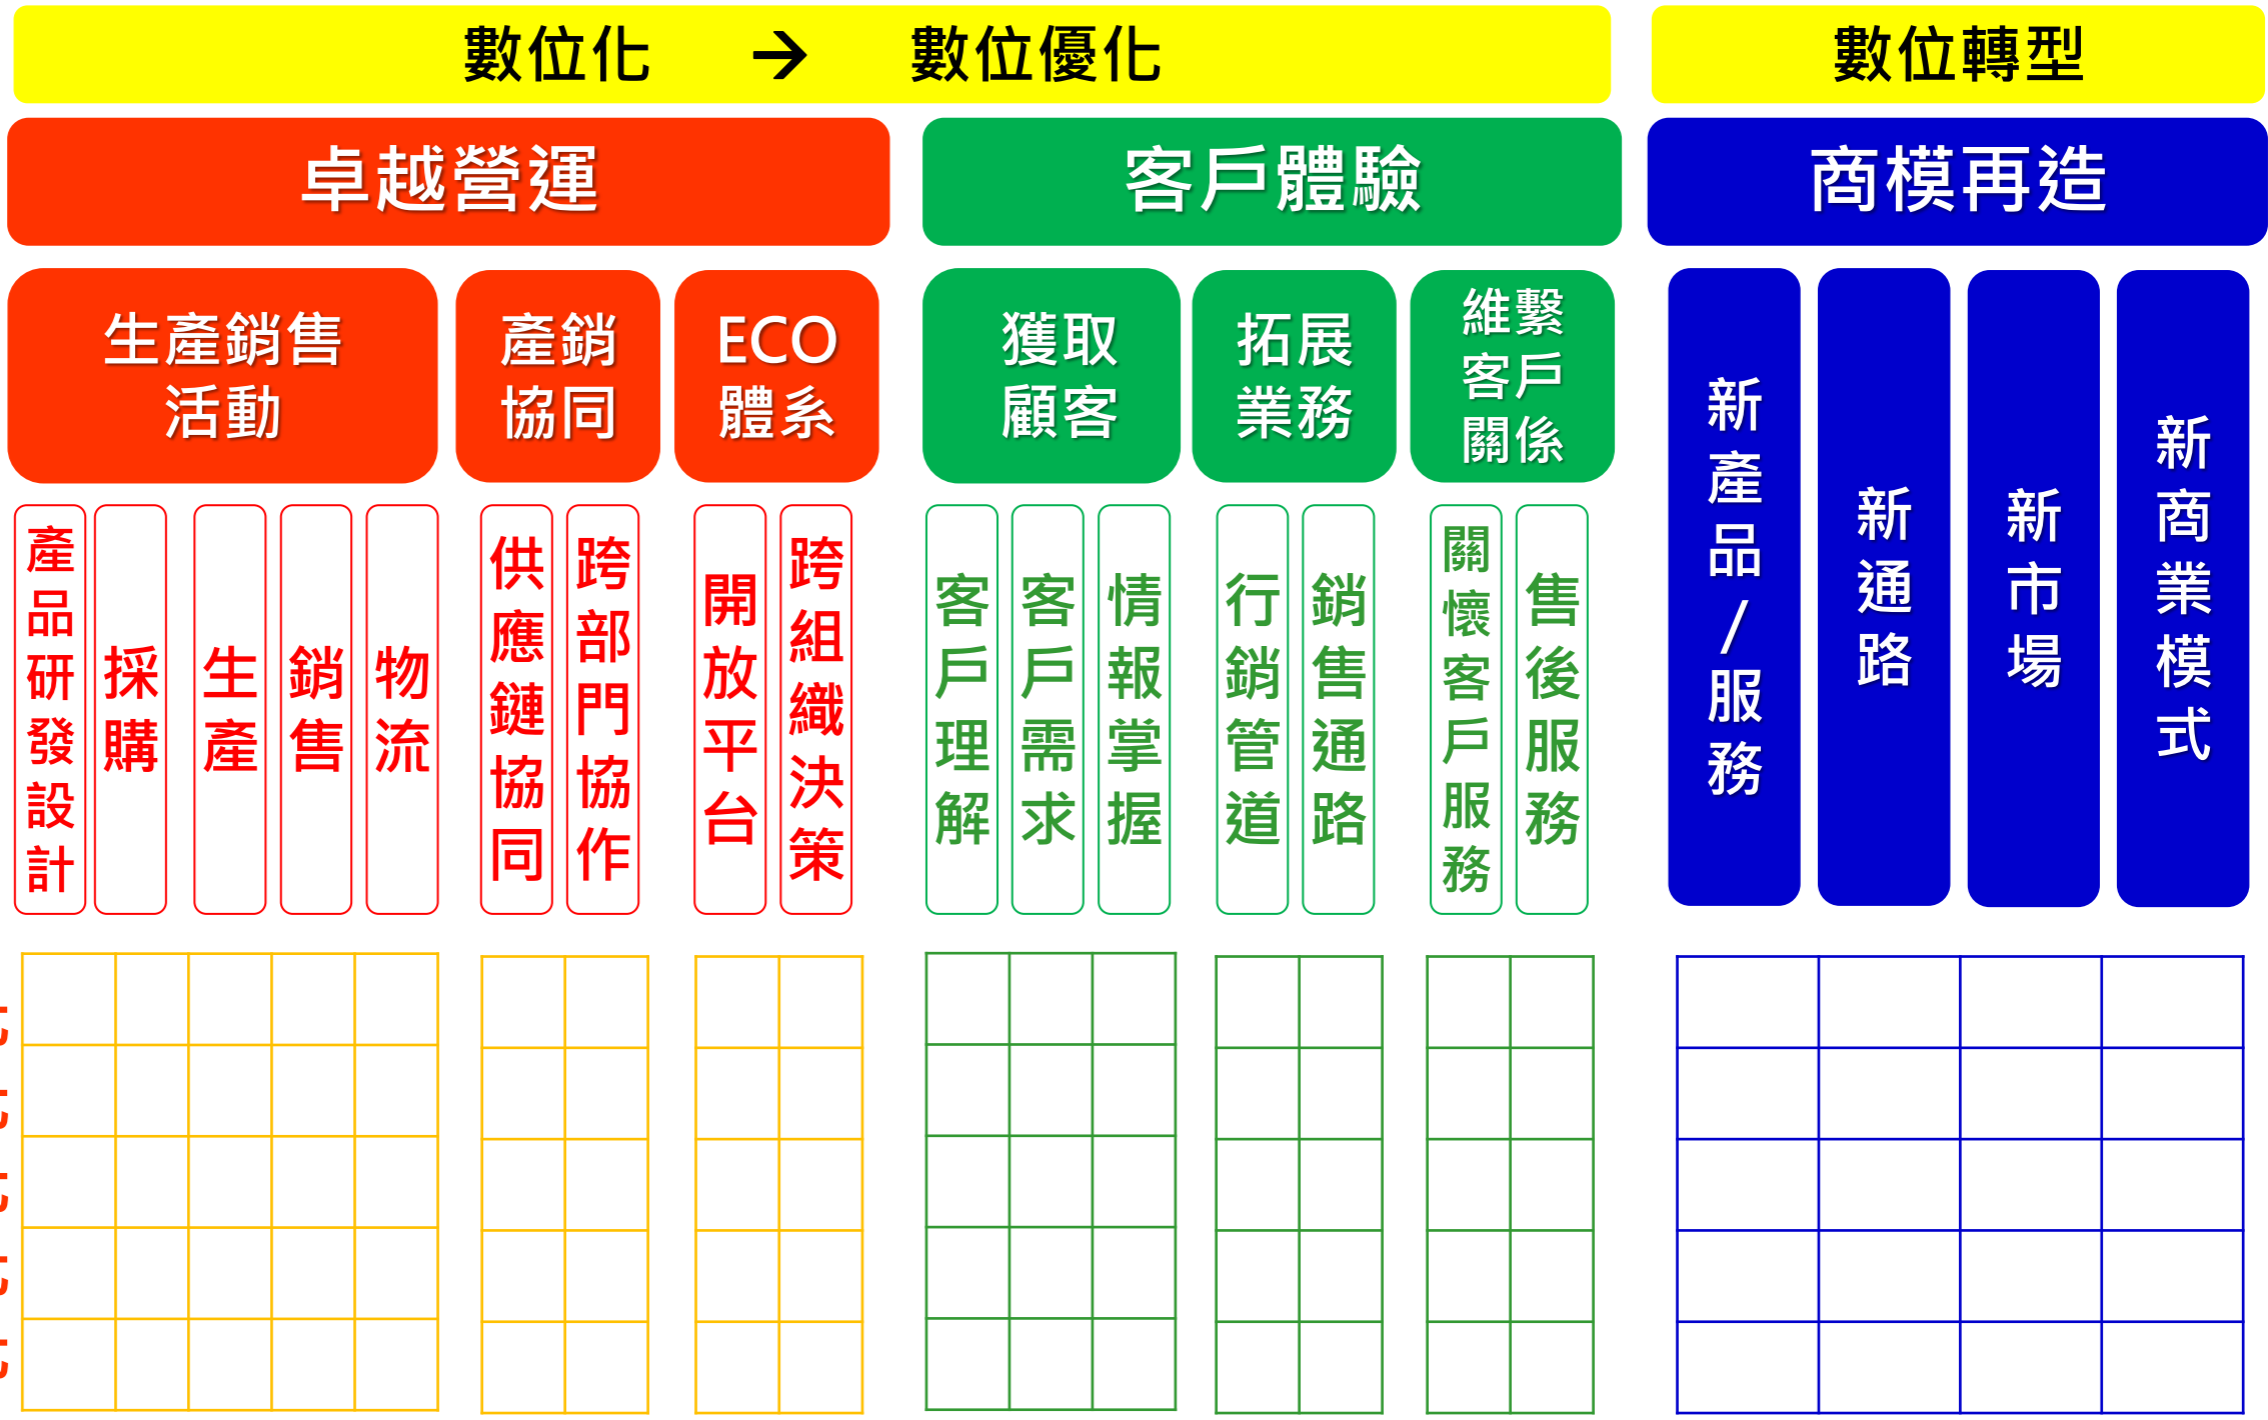 數位化 → 數位優化
數位轉型
卓越營運
客戶體驗
商模再造
生產銷售
活動
產銷
協同
ECO
體系
獲取
顧客
拓展
業務
維繫
客戶
關係
新產品/服務
新通路
新市場
新商業模式
產品研發設計
採購
生產
銷售
物流
供應鏈協同
跨部門協作
開放平台
跨組織決策
客戶理解
客戶需求
情報掌握
行銷管道
銷售通路
關懷客戶服務
售後服務